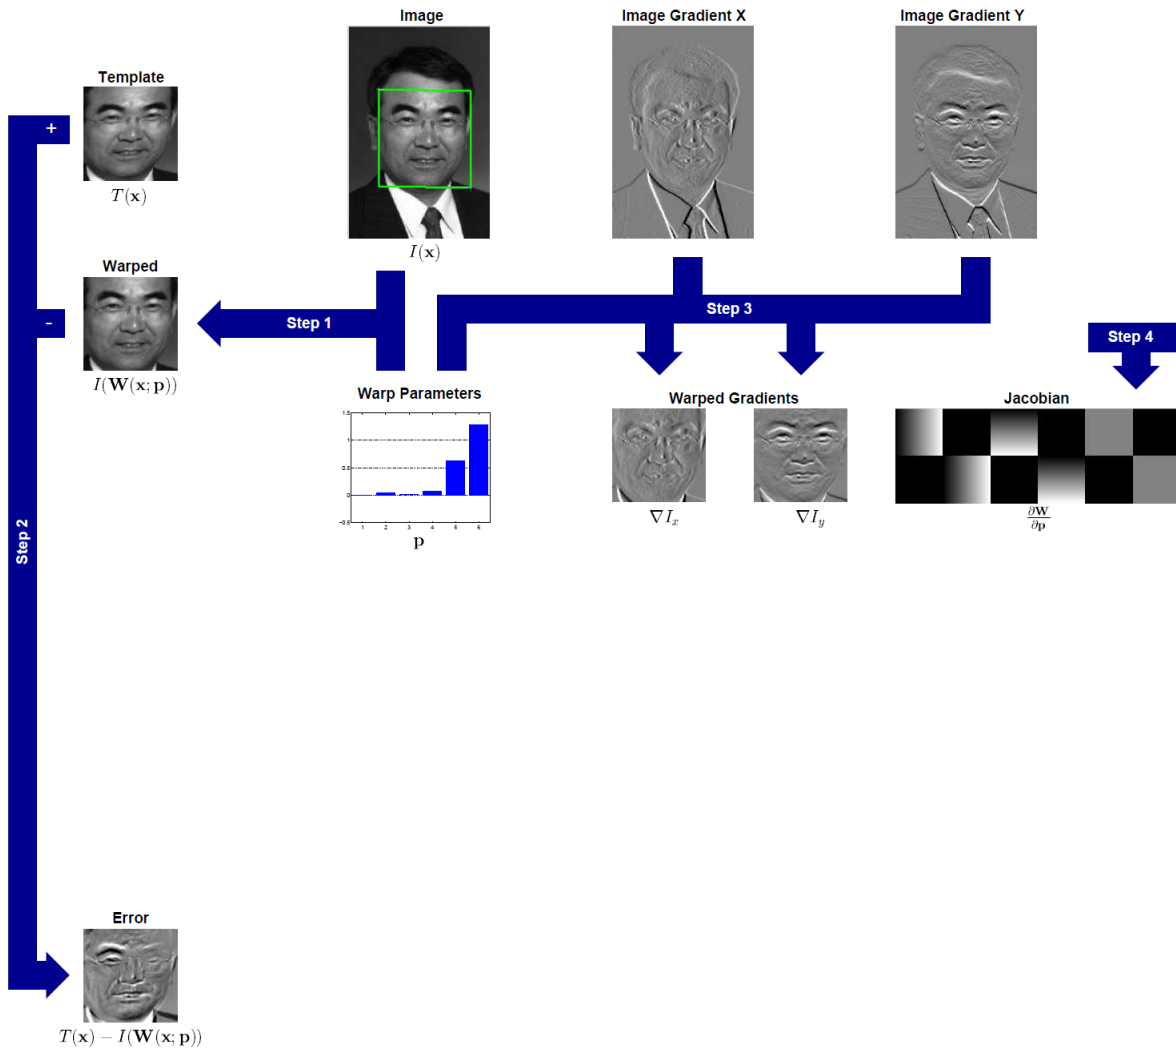 Image
Image Gradient X
Image Gradient Y
Template
+
T(x)
I(x)
Warped
-
Step 1
Step 3
Step 4
I(W(x; p))
Warp Parameters
Warped Gradients
Jacobian
1.5
1
0.5
0
-0.5
1 2 3 4 5 6
p
∇I_x
∇I_y
∂W/∂p
Step 2
Error
T(x) − I(W(x; p))